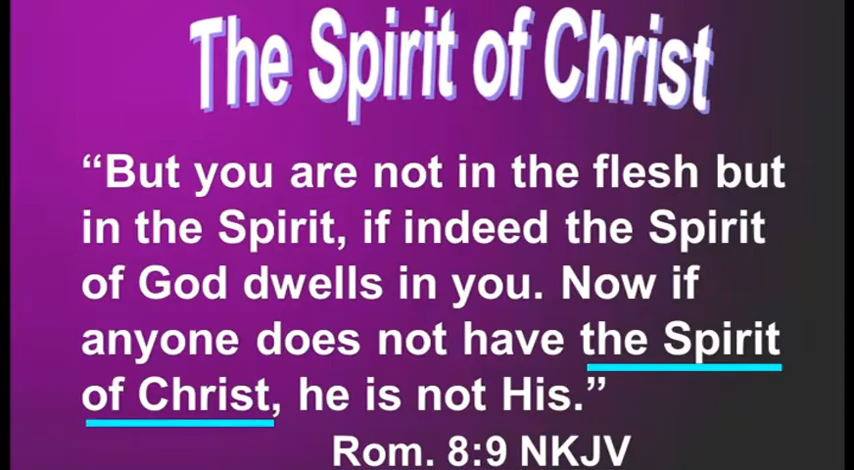 The Spirit of Christ
“But you are not in the flesh but
in the Spirit, if indeed the Spirit
of God dwells in you. Now if
anyone does not have the Spirit
of Christ, he is not His.”
Rom. 8:9 NKJV